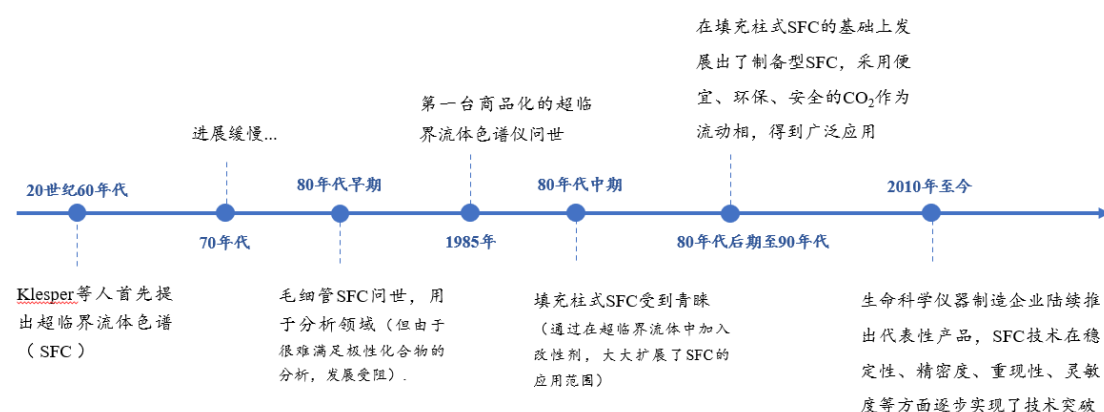 在填充柱式SFC的基础上发
展出了制备型SFC，采用便
宜、环保、安全的CO₂作为
流动相，得到广泛应用
第一台商品化的超临
界流体色谱仪问世
进展缓慢...
20世纪60年代
80年代早期
80年代中期
2010年至今
70年代
1985年
80年代后期至90年代
Klesper等人首先提
出超临界流体色谱
（SFC）
毛细管SFC问世，用
于分析领域（但由于
很难满足极性化合物的
分析，发展受阻）.
填充柱式SFC受到青睐
（通过在超临界流体中加入
改性剂，大大扩展了SFC的
应用范围）
生命科学仪器制造企业陆续推
出代表性产品，SFC技术在稳
定性、精密度、重现性、灵敏
度等方面逐步实现了技术突破